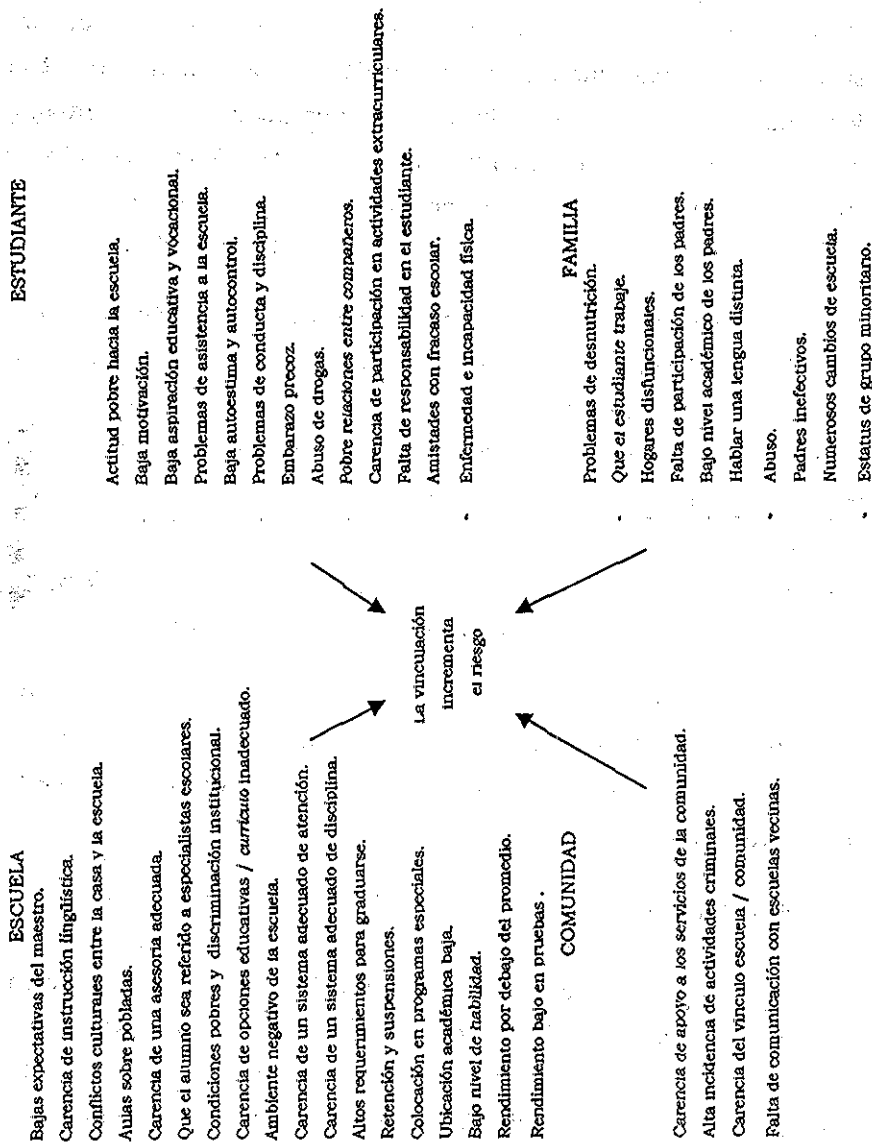 ESCUELA
Bajas expectativas del maestro.
Carencia de instrucción lingüística.
Conflictos culturales entre la casa y la escuela.
Aulas sobre pobladas.
Carencia de una asesoría adecuada.
Que el alumno sea referido a especialistas escolares.
Condiciones pobres y discriminación institucional.
Carencia de opciones educativas / currículo inadecuado.
Ambiente negativo de la escuela.
Carencia de un sistema adecuado de atención.
Carencia de un sistema adecuado de disciplina.
Altos requerimientos para graduarse.
Retención y suspensiones.
Colocación en programas especiales.
Ubicación académica baja.
Bajo nivel de habilidad.
Rendimiento por debajo del promedio.
Rendimiento bajo en pruebas .
ESTUDIANTE
Actitud pobre hacia la escuela.
Baja motivación.
Baja aspiración educativa y vocacional.
Problemas de asistencia a la escuela.
Baja autoestima y autocontrol.
Problemas de conducta y disciplina.
Embarazo precoz.
Abuso de drogas.
Pobre relaciones entre compañeros.
Carencia de participación en actividades extracurriculares.
Falta de responsabilidad en el estudiante.
Amistades con fracaso escolar.
Enfermedad e incapacidad física.
La vinculación
incrementa
el riesgo
COMUNIDAD
Carencia de apoyo a los servicios de la comunidad.
Alta incidencia de actividades criminales.
Carencia del vínculo escuela / comunidad.
Falta de comunicación con escuelas vecinas.
FAMILIA
Problemas de desnutrición.
Que el estudiante trabaje.
Hogares disfuncionales.
Falta de participación de los padres.
Bajo nivel académico de los padres.
Hablar una lengua distinta.
Abuso.
Padres inefectivos.
Numerosos cambios de escuela.
Estatus de grupo minoritario.